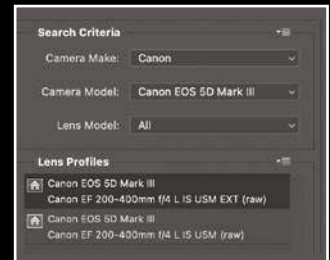 Search Criteria
Camera Make: Canon
Camera Model: Canon EOS 5D Mark III
Lens Model: All
Lens Profiles
Canon EOS 5D Mark III
Canon EF 200-400mm f/4 L IS USM EXT (raw)
Canon EOS 5D Mark III
Canon EF 200-400mm f/4 L IS USM (raw)